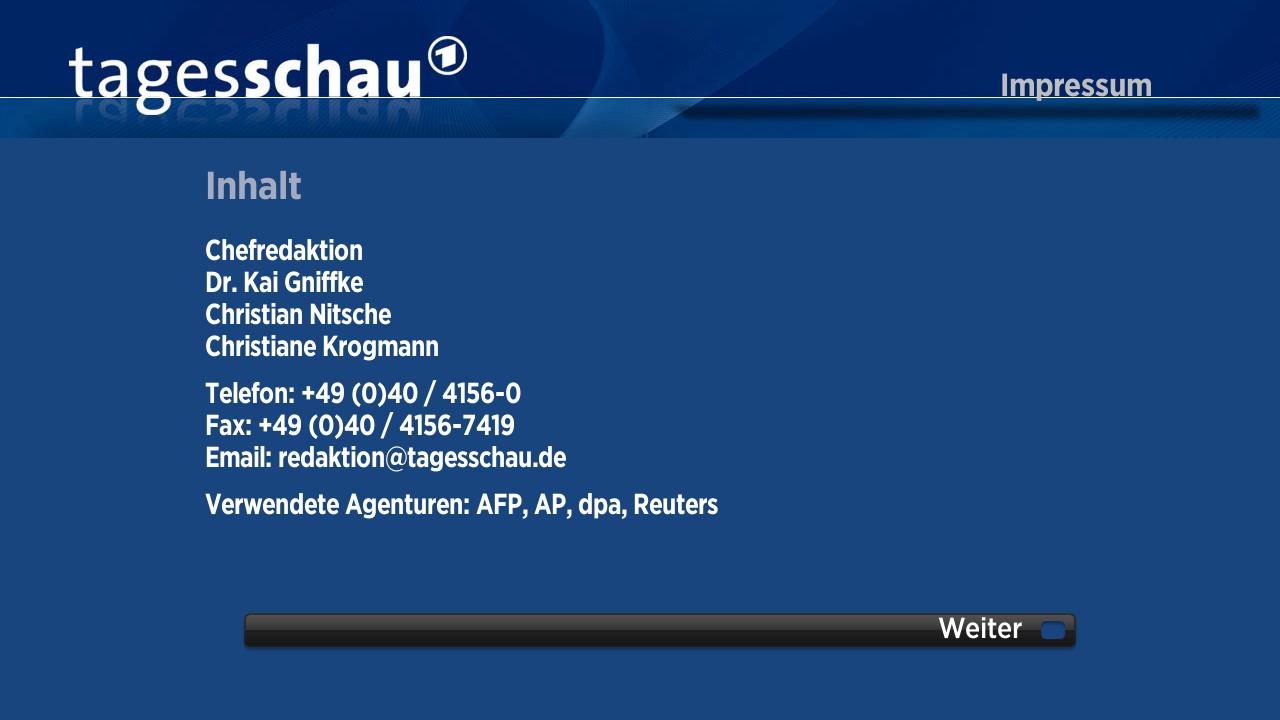 tagesschau
Impressum
Inhalt
Chefredaktion
Dr. Kai Gniffke
Christian Nitsche
Christiane Krogmann
Telefon: +49 (0)40 / 4156-0
Fax: +49 (0)40 / 4156-7419
Email: redaktion@tagesschau.de
Verwendete Agenturen: AFP, AP, dpa, Reuters
Weiter